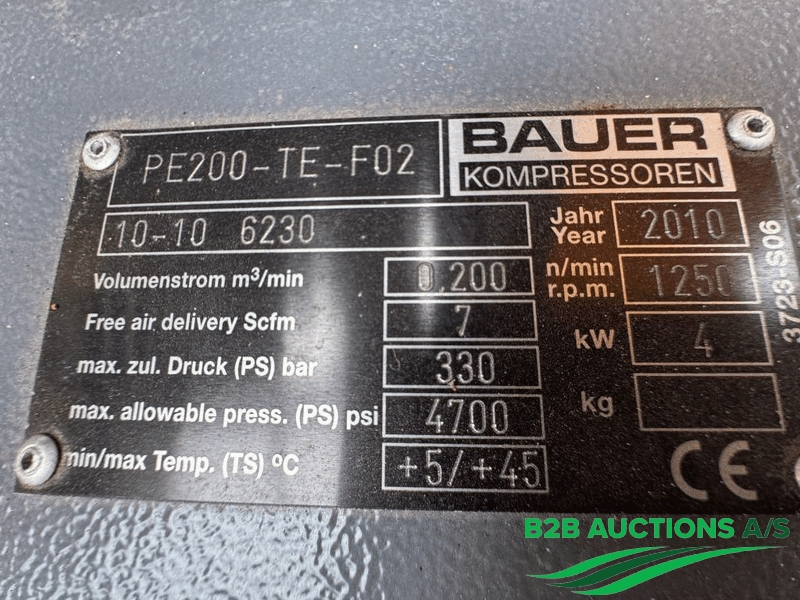 PE200-TE-F02
BAUER
KOMPRESSOREN
10-10 6230
Jahr
Year
2010
Volumenstrom m³/min
0.200
n/min
r.p.m.
1250
Free air delivery Scfm
7
kW
4
max. zul. Druck (PS) bar
330
max. allowable press. (PS) psi
4700
kg
min/max Temp. (TS) ºC
+5/+45
CE
3723-S06
B2B AUCTIONS A/S